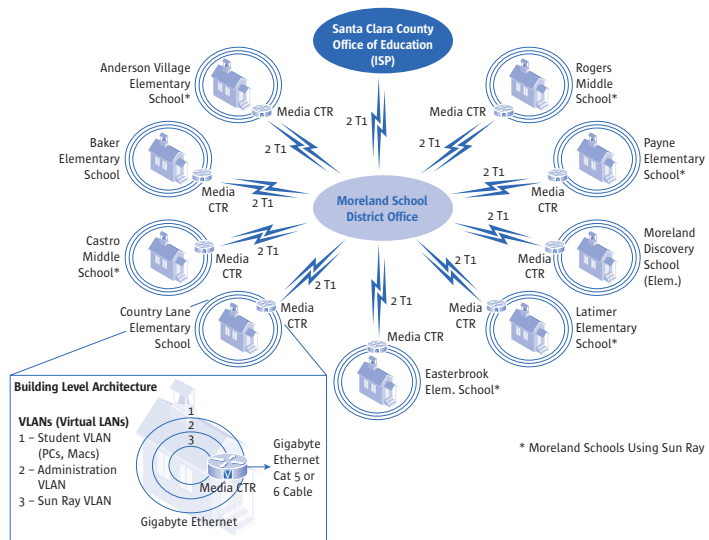 Santa Clara County
Office of Education
(ISP)
Anderson Village
Elementary
School*
Media CTR
2 T1
2 T1
Media CTR
2 T1
Rogers
Middle
School*
Baker
Elementary
School
Media
CTR
2 T1
Moreland School
District Office
2 T1
Media
CTR
Payne
Elementary
School*
Castro
Middle
School*
Media
CTR
2 T1
2 T1
Media
CTR
Moreland
Discovery
School
(Elem.)
Country Lane
Elementary
School
Media
CTR
2 T1
2 T1
Media CTR
Easterbrook
Elem. School*
2 T1
Media
CTR
Latimer
Elementary
School*
Building Level Architecture
VLANs (Virtual LANs)
1 – Student VLAN
(PCs, Macs)
2 – Administration
VLAN
3 – Sun Ray VLAN
1
2
3
V
Media CTR
Gigabyte Ethernet
Gigabyte
Ethernet
Cat 5 or
6 Cable
* Moreland Schools Using Sun Ray